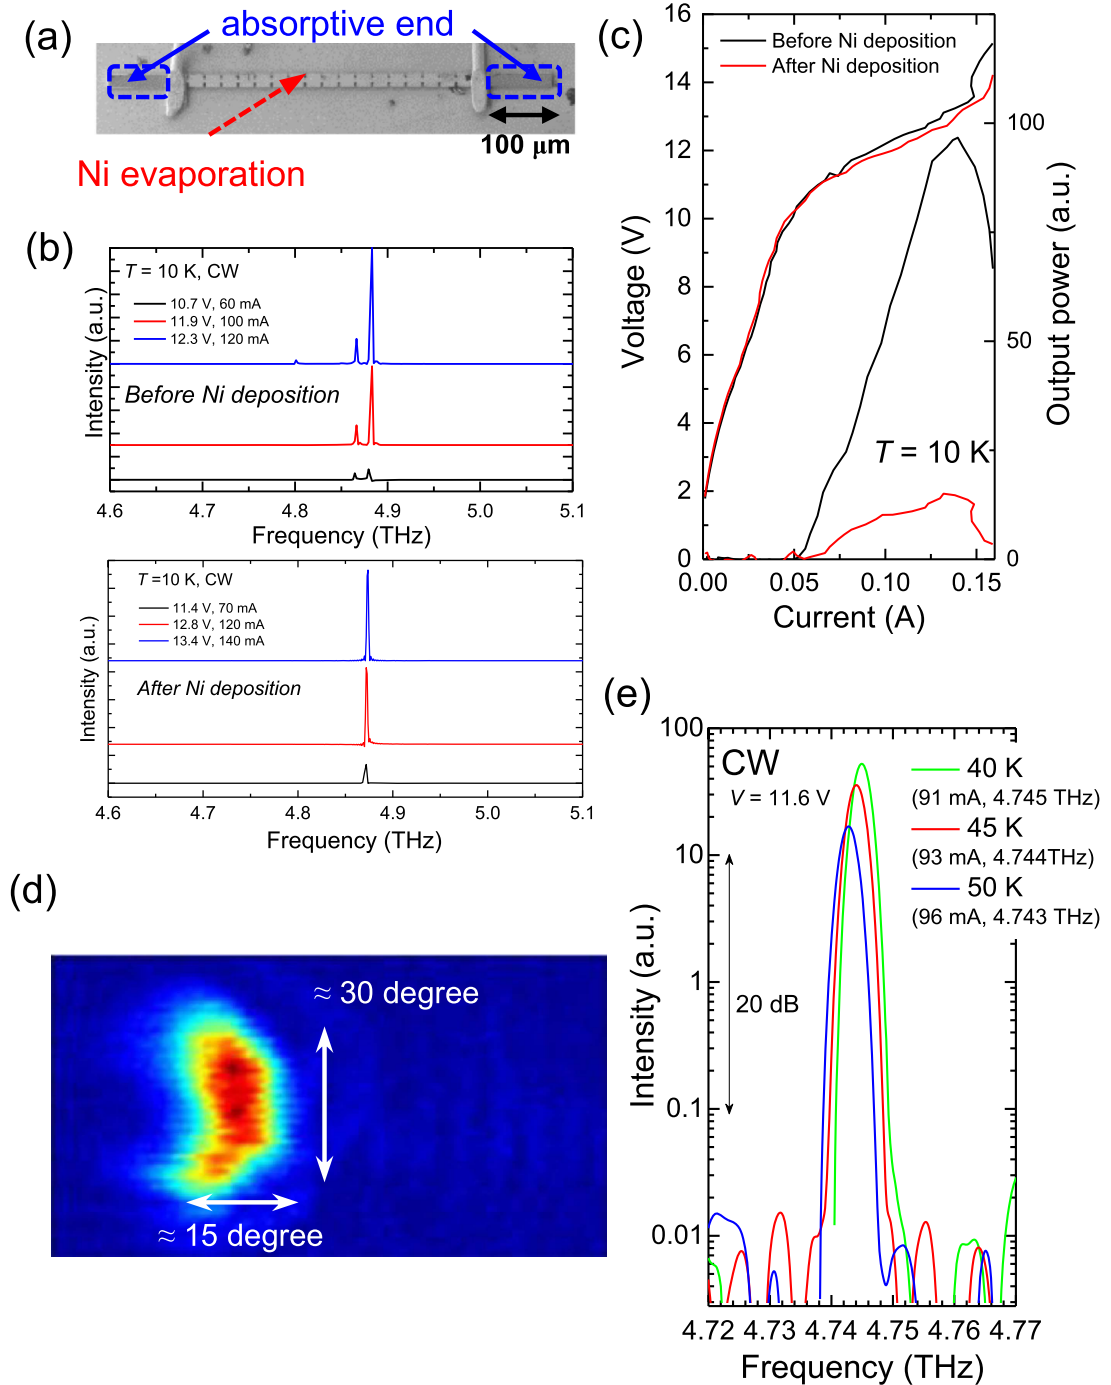 (a)
absorptive end
Ni evaporation
100 μm
(b)
T = 10 K, CW
10.7 V, 60 mA
11.9 V, 100 mA
12.3 V, 120 mA
Before Ni deposition
Intensity (a.u.)
4.6 4.7 4.8 4.9 5.0 5.1
Frequency (THz)
T =10 K, CW
11.4 V, 70 mA
12.8 V, 120 mA
13.4 V, 140 mA
After Ni deposition
Intensity (a.u.)
4.6 4.7 4.8 4.9 5.0 5.1
Frequency (THz)
(c)
Before Ni deposition
After Ni deposition
16
14
12
10
8
6
4
2
0
Voltage (V)
100
50
0
Output power (a.u.)
T = 10 K
0.00 0.05 0.10 0.15
Current (A)
(d)
≈ 30 degree
≈ 15 degree
(e)
CW
V = 11.6 V
40 K
(91 mA, 4.745 THz)
45 K
(93 mA, 4.744THz)
50 K
(96 mA, 4.743 THz)
20 dB
100
10
1
0.1
0.01
Intensity (a.u.)
4.72 4.73 4.74 4.75 4.76 4.77
Frequency (THz)